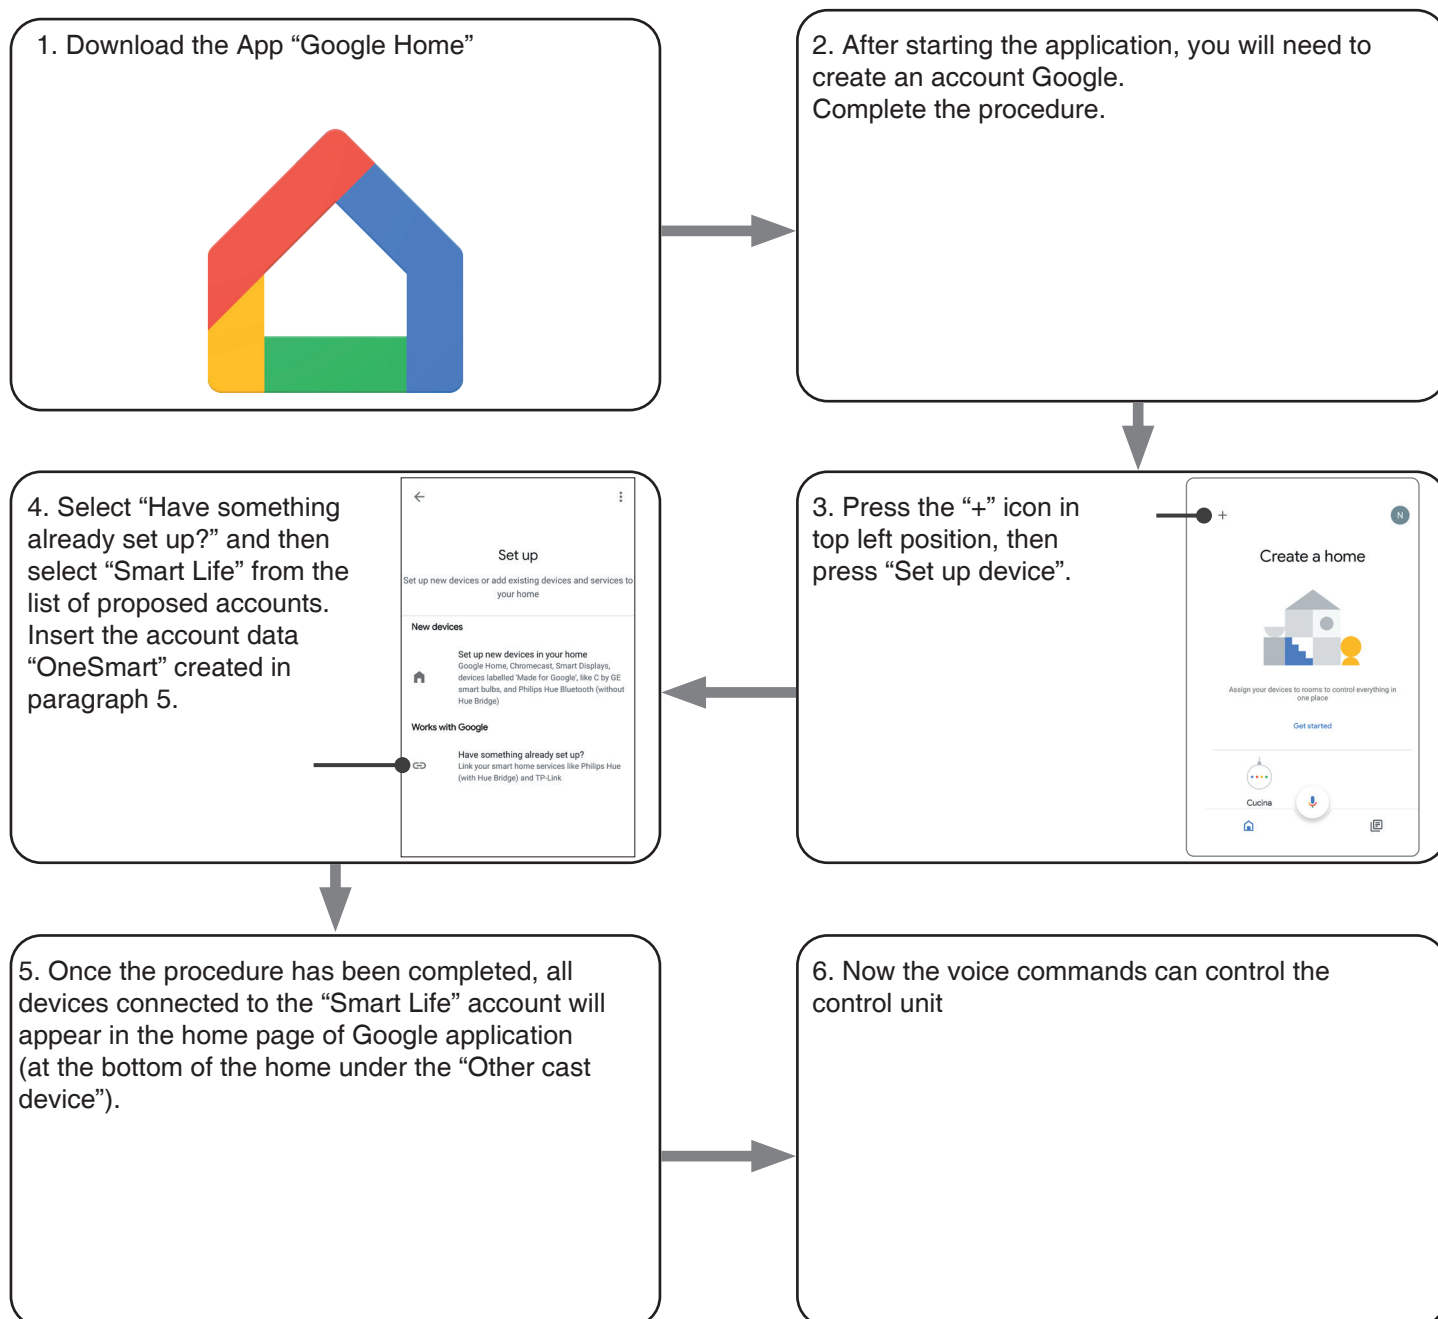 1. Download the App “Google Home”
2. After starting the application, you will need to
create an account Google.
Complete the procedure.
3. Press the “+” icon in
top left position, then
press “Set up device”.
+
N
Create a home
Assign your devices to rooms to control everything in
one place
Get started
Cucina
4. Select “Have something
already set up?” and then
select “Smart Life” from the
list of proposed accounts.
Insert the account data
“OneSmart” created in
paragraph 5.
Set up
Set up new devices or add existing devices and services to
your home
New devices
Set up new devices in your home
Google Home, Chromecast, Smart Displays,
devices labelled 'Made for Google', like C by GE
smart bulbs, and Philips Hue Bluetooth (without
Hue Bridge)
Works with Google
Have something already set up?
Link your smart home services like Philips Hue
(with Hue Bridge) and TP-Link
5. Once the procedure has been completed, all
devices connected to the “Smart Life” account will
appear in the home page of Google application
(at the bottom of the home under the “Other cast
device”).
6. Now the voice commands can control the
control unit